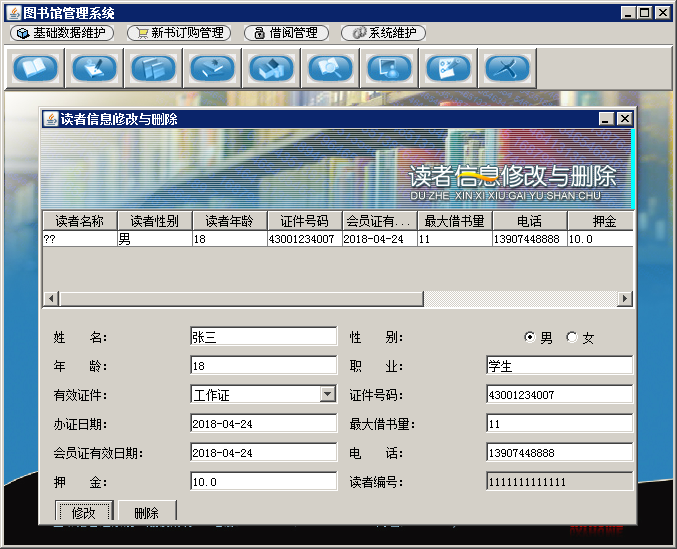 图书馆管理系统
基础数据维护 新书订购管理 借阅管理 系统维护
读者信息修改与删除
读者信息修改与删除
DU ZHE XIN XI XIU GAI YU SHAN CHU
读者名称 读者性别 读者年龄 证件号码 会员证有... 最大借书量 电话 押金
?? 男 18 43001234007 2018-04-24 11 13907448888 10.0
姓 名: 张三 性 别: 男 女
年 龄: 18 职 业: 学生
有效证件: 工作证 证件号码: 43001234007
办证日期: 2018-04-24 最大借书量: 11
会员证有效日期: 2018-04-24 电 话: 13907448888
押 金: 10.0 读者编号: 1111111111111
修改 删除